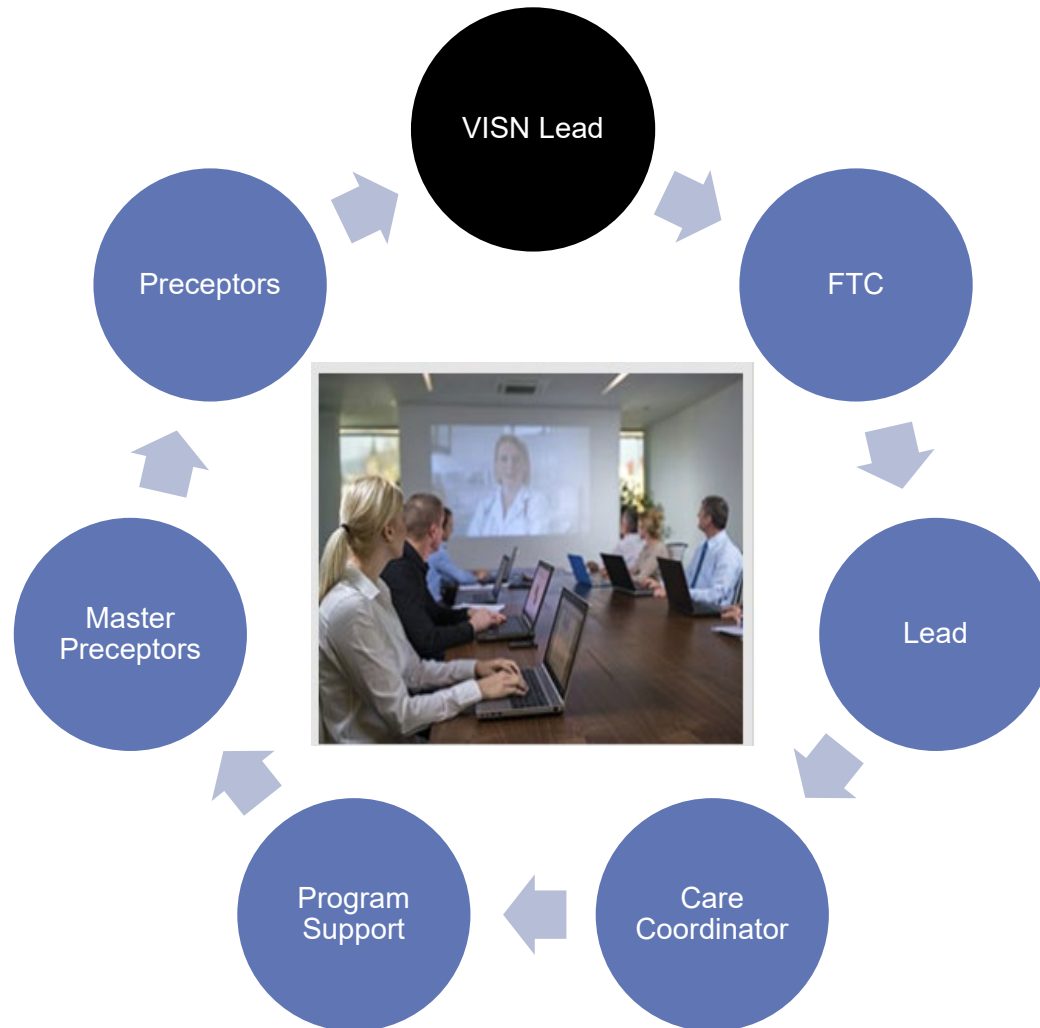 VISN Lead
FTC
Lead
Care
Coordinator
Program
Support
Master
Preceptors
Preceptors